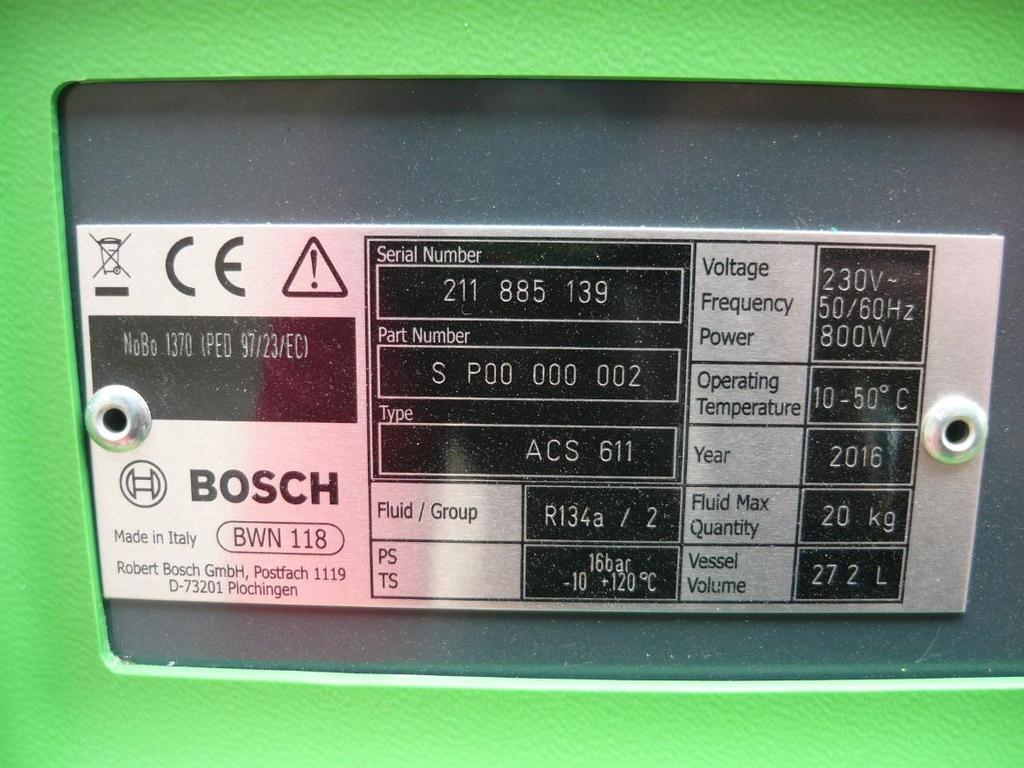 CE
NoBo 1370 (PED 97/23/EC)
BOSCH
Made in Italy BWN 118
Robert Bosch GmbH, Postfach 1119
D-73201 Plochingen
Serial Number
211 885 139
Part Number
S P00 000 002
Type
ACS 611
Fluid / Group R134a / 2
PS 16bar
TS -10 +120°C
Voltage 230V~
Frequency 50/60Hz
Power 800W
Operating
Temperature 10-50° C
Year 2016
Fluid Max
Quantity 20 kg
Vessel
Volume 27 2 L